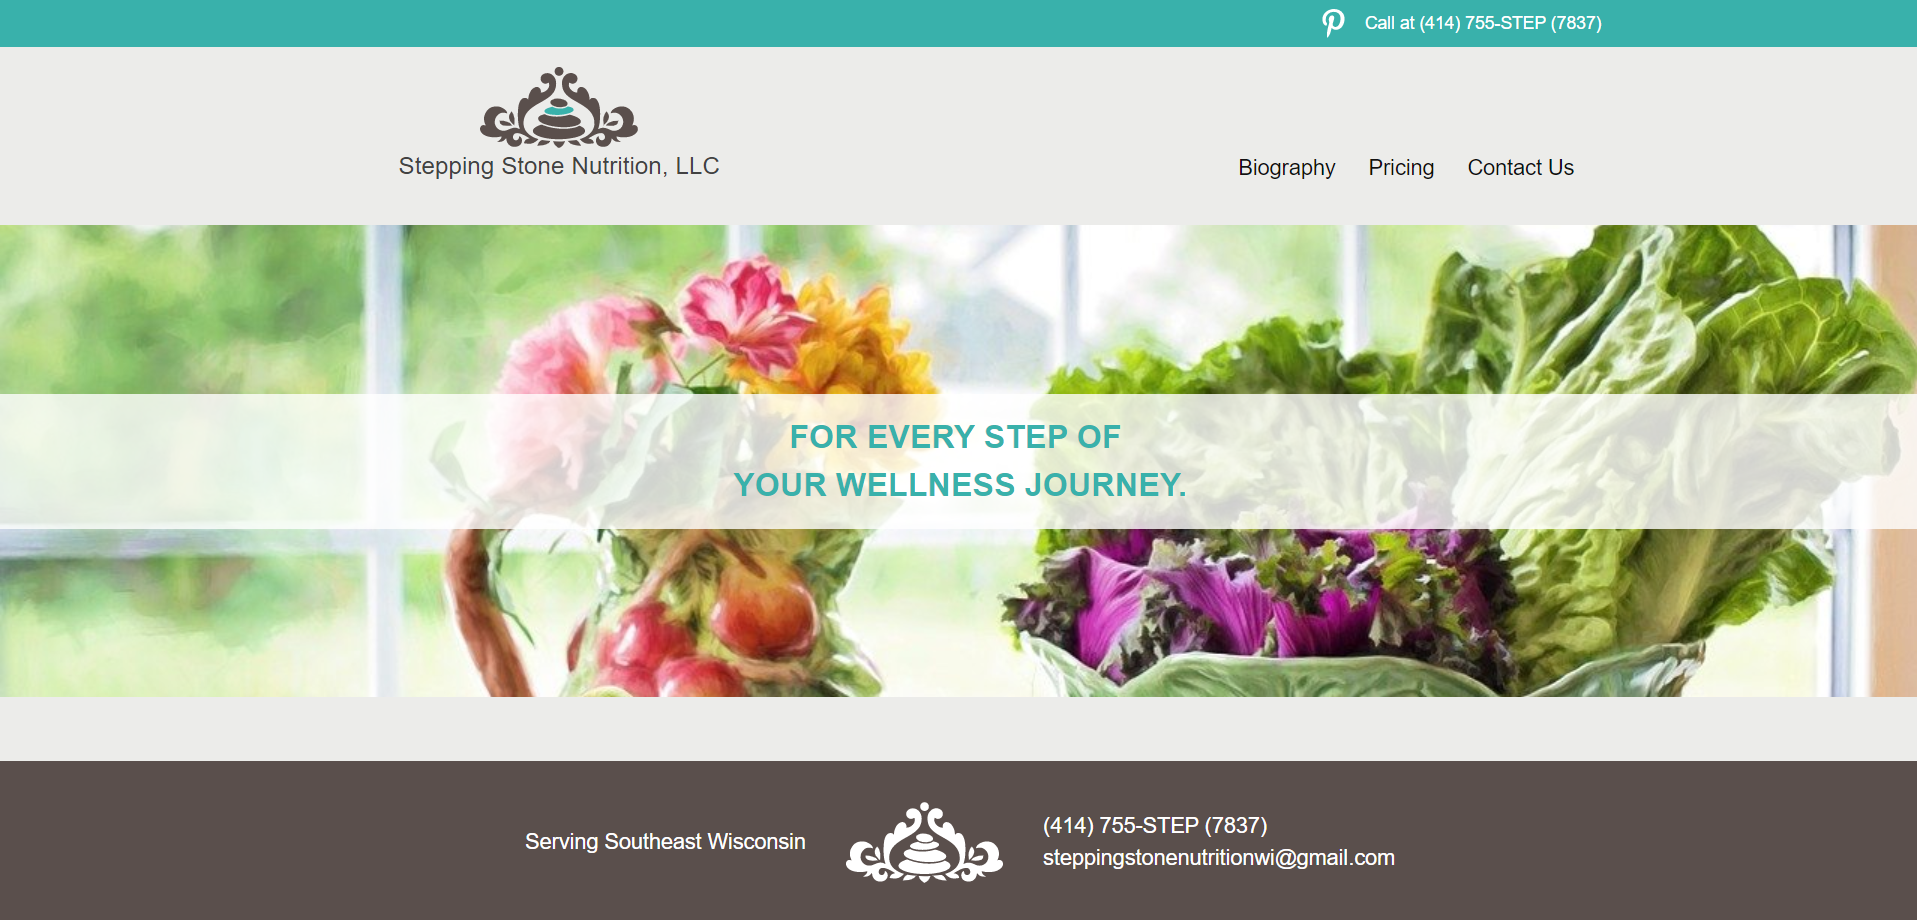 Call at (414) 755-STEP (7837)
Stepping Stone Nutrition, LLC
Biography Pricing Contact Us
FOR EVERY STEP OF
YOUR WELLNESS JOURNEY.
Serving Southeast Wisconsin
(414) 755-STEP (7837)
steppingstonenutritionwi@gmail.com